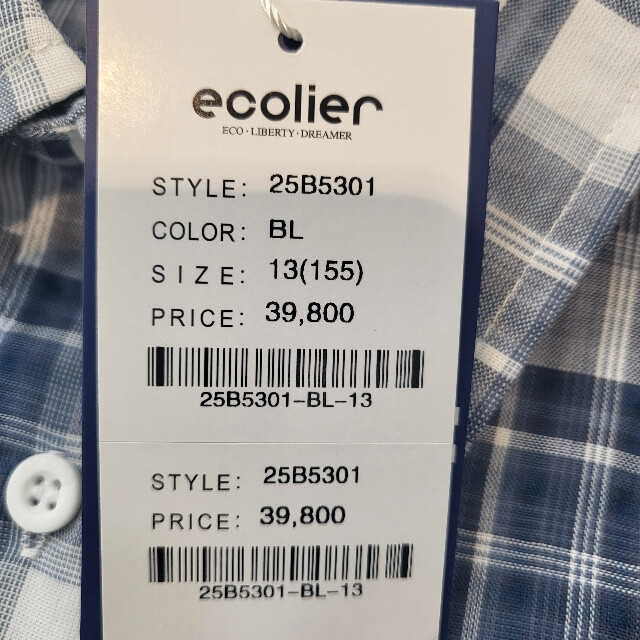 ecolier
ECO·LIBERTY·DREAMER
STYLE: 25B5301
COLOR: BL
SIZE: 13(155)
PRICE: 39,800
25B5301-BL-13
STYLE: 25B5301
PRICE: 39,800
25B5301-BL-13